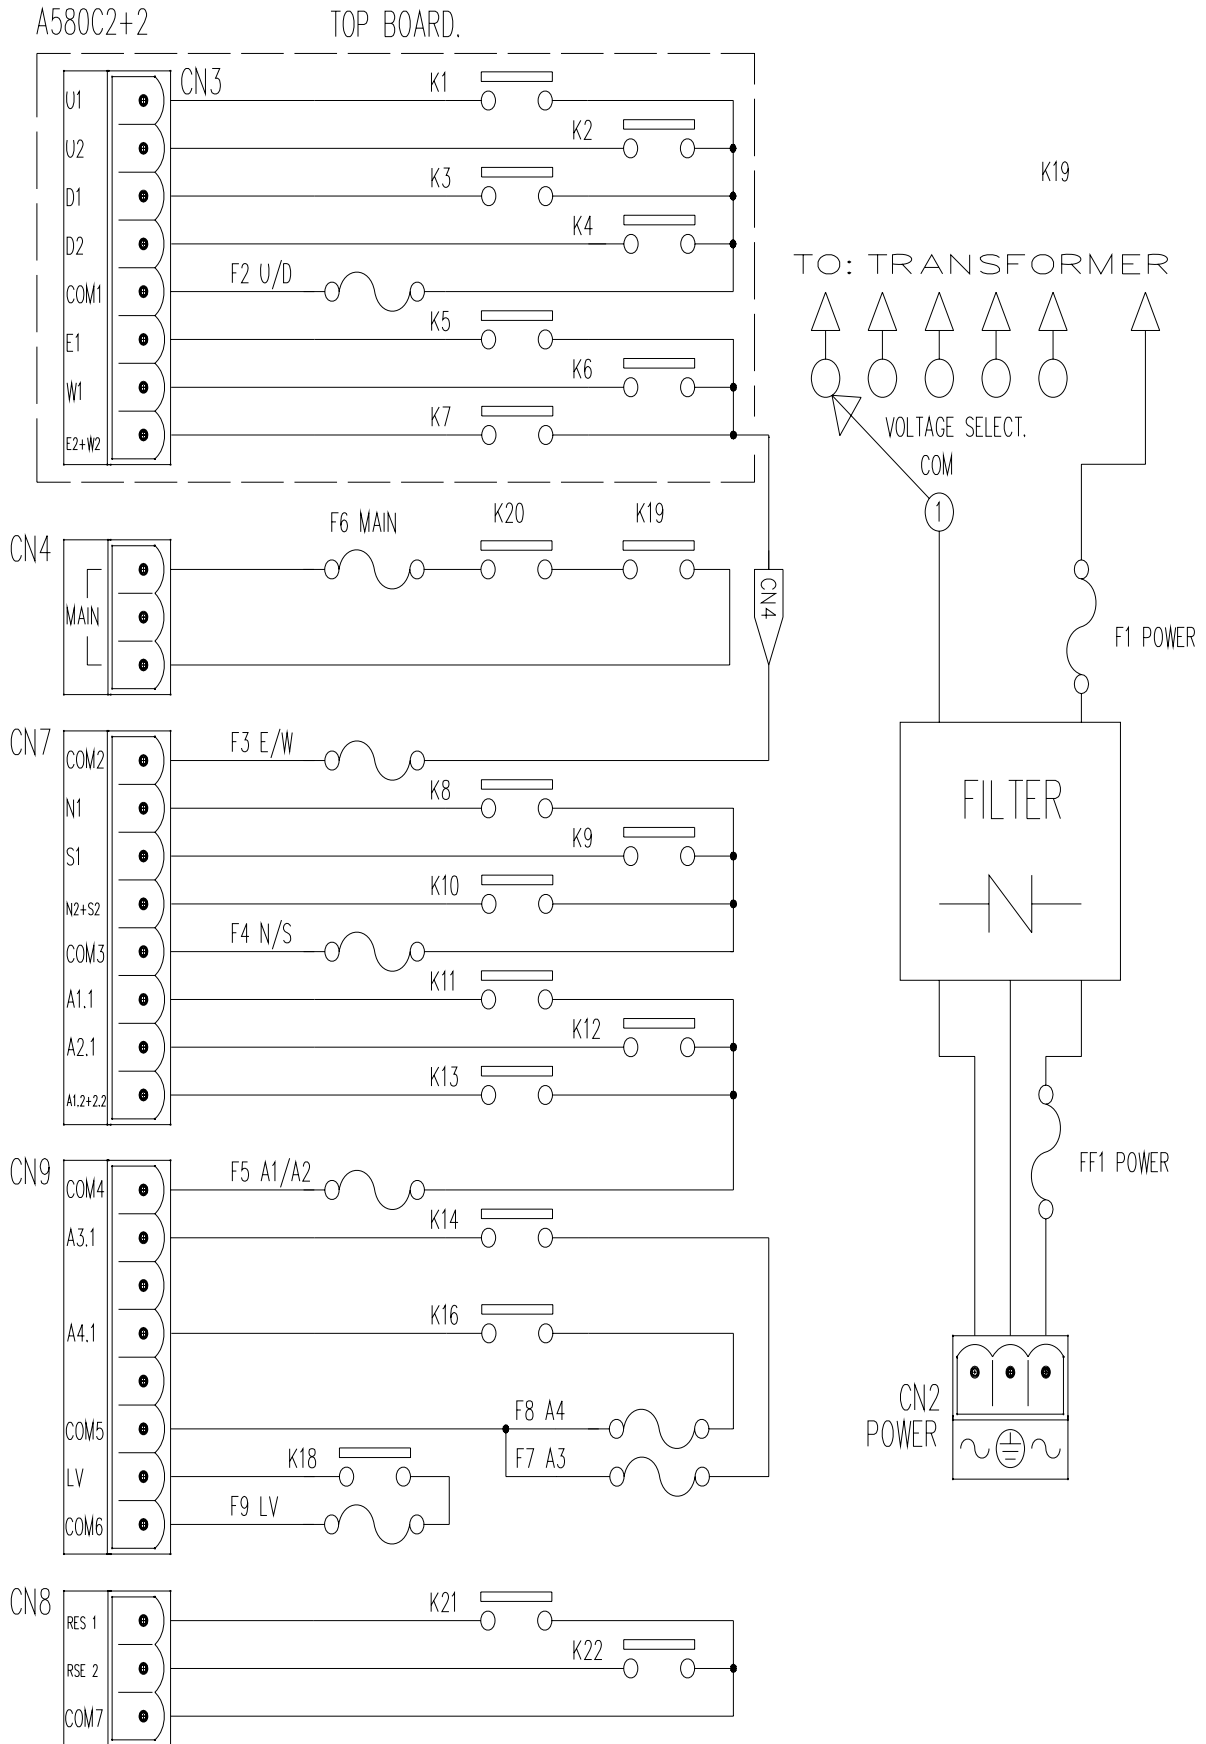 A580C2+2
TOP BOARD.
CN3
U1
K1
U2
K2
D1
K3
D2
K4
COM1
F2 U/D
E1
K5
W1
K6
E2+W2
K7
K19
TO: TRANSFORMER
VOLTAGE SELECT.
COM
1
CN4
MAIN
F6 MAIN
K20
K19
CN4
F1 POWER
FILTER
CN7
COM2
F3 E/W
N1
K8
S1
K9
N2+S2
K10
COM3
F4 N/S
A1.1
K11
A2.1
K12
A1.2+2.2
K13
FF1 POWER
CN9
COM4
F5 A1/A2
A3.1
K14
A4.1
K16
COM5
F8 A4
F7 A3
LV
K18
COM6
F9 LV
CN2
POWER
CN8
RES 1
K21
RSE 2
K22
COM7